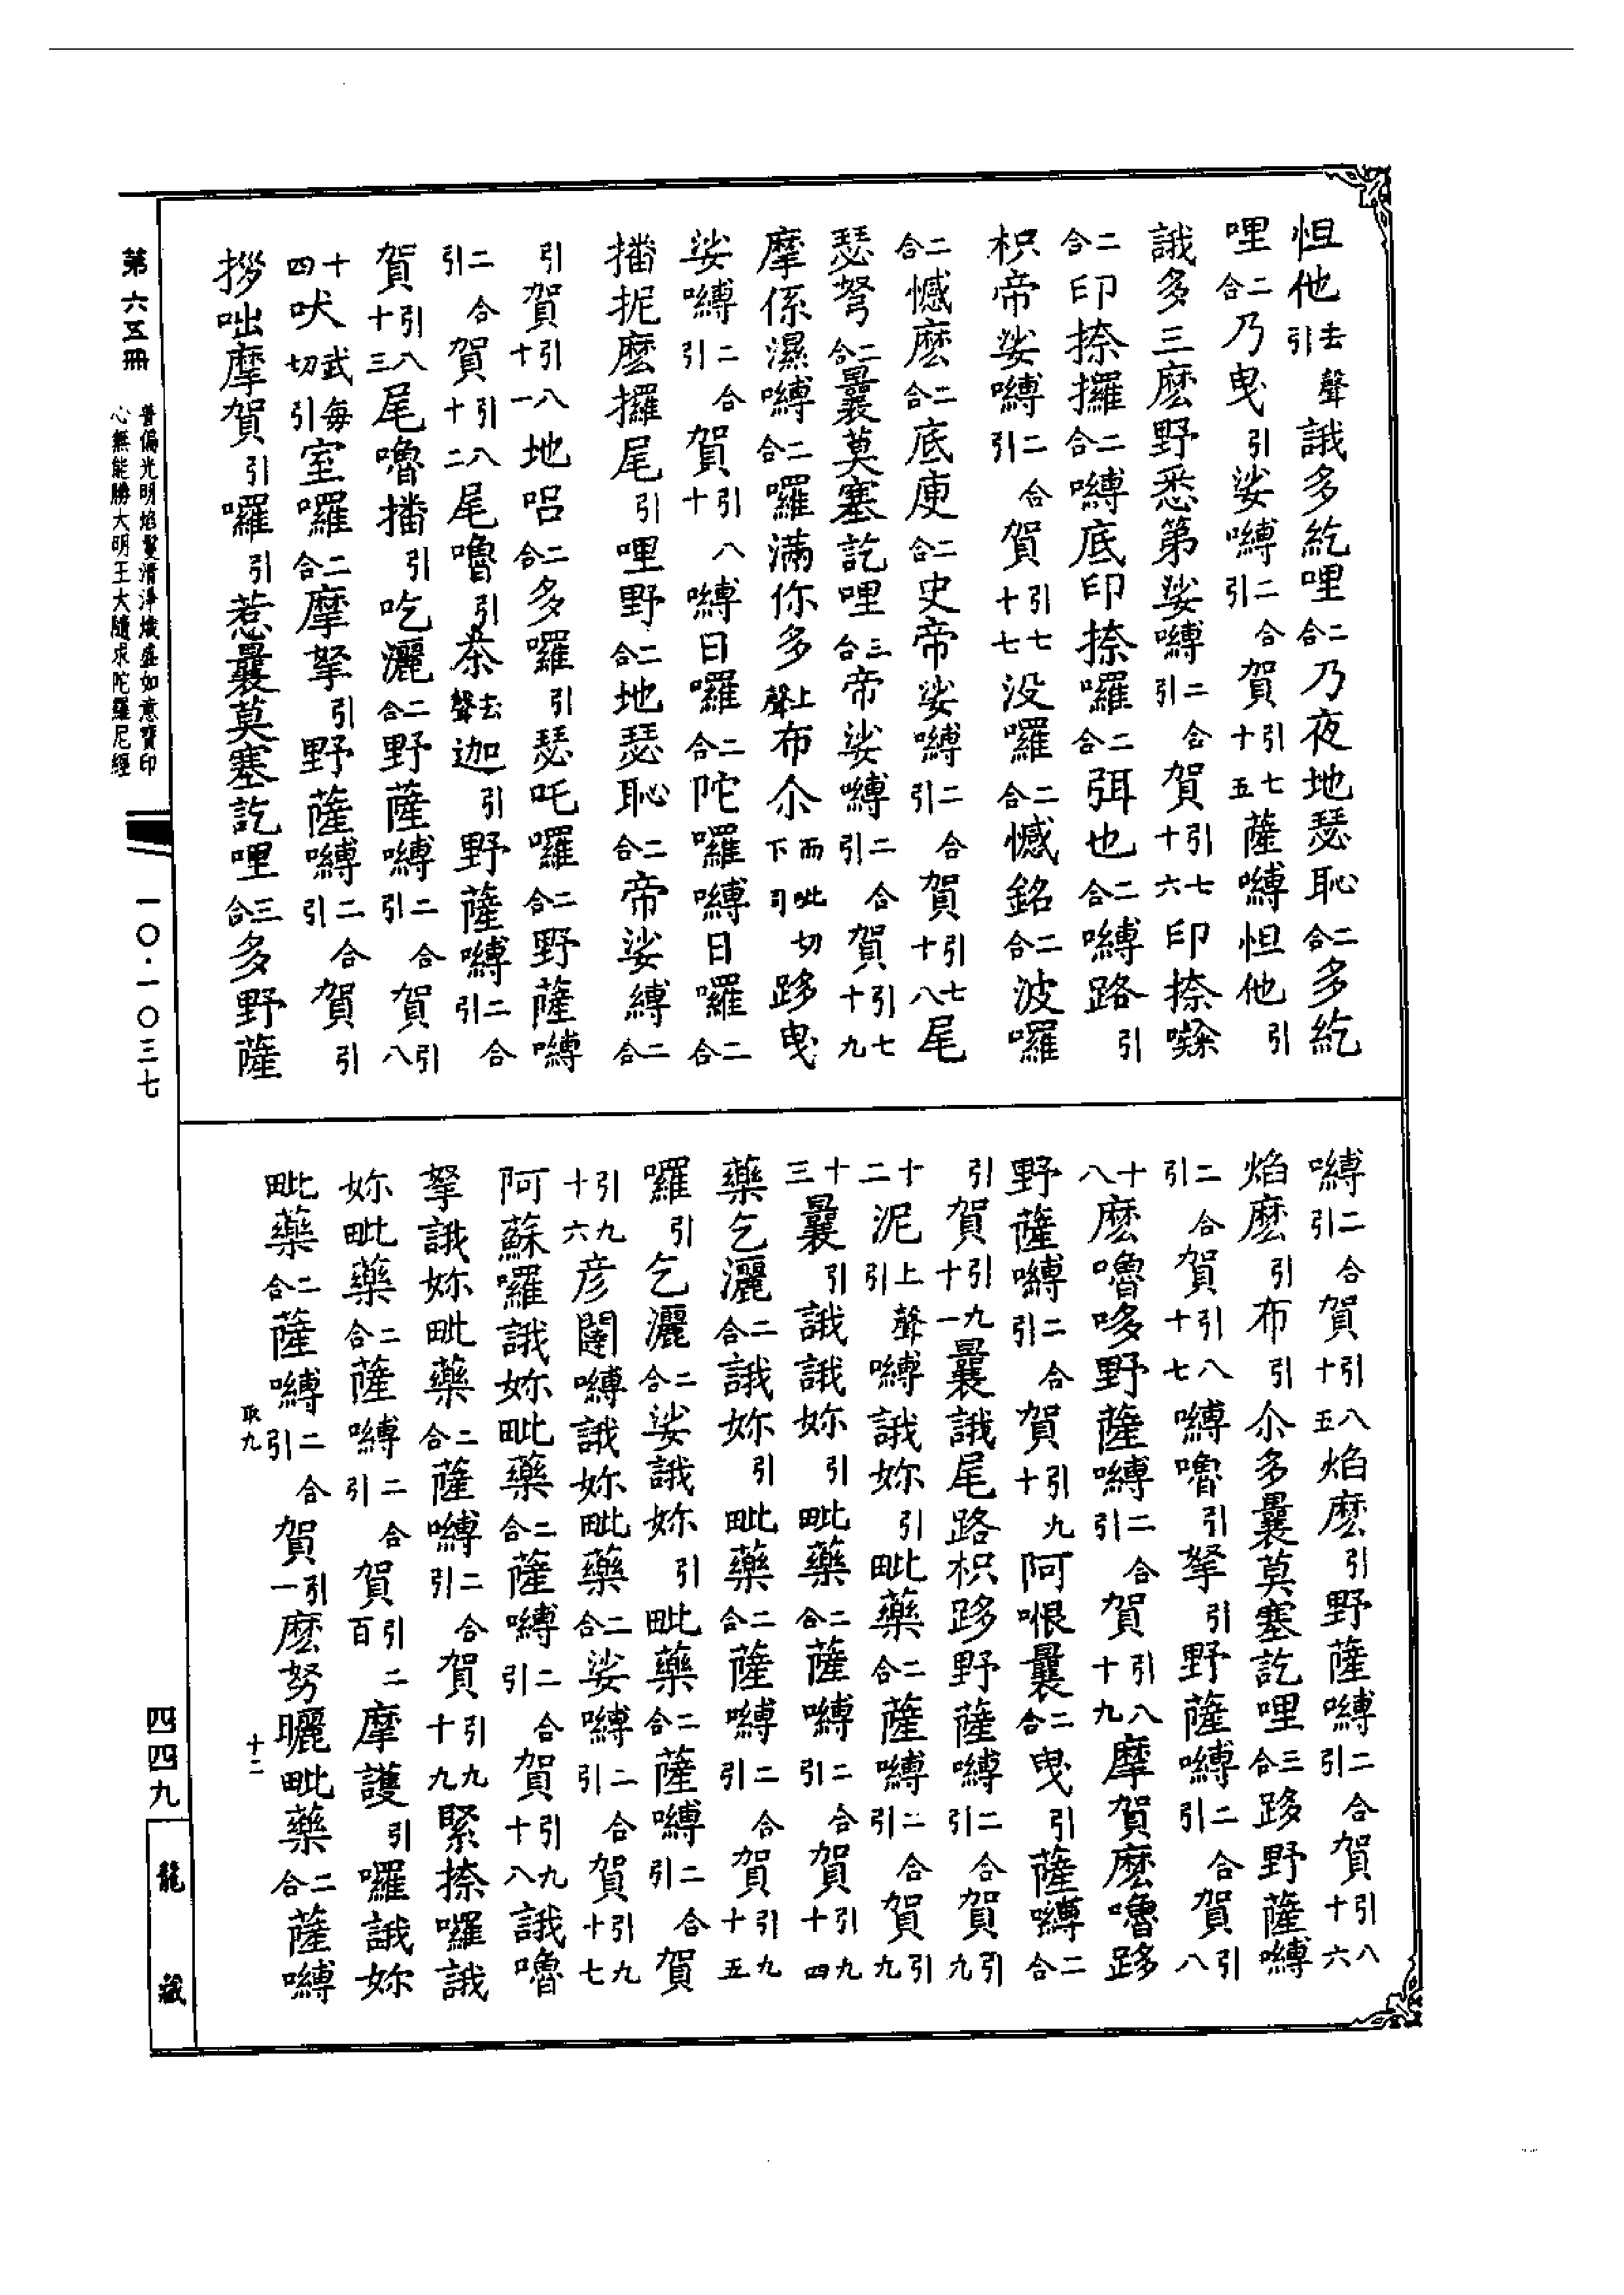 怛他去聲引誐多紇哩二合乃夜地瑟恥二合多紇
哩二合乃曳引娑嚩二合引賀引七十五薩嚩怛他引
誐多三麽野悉第娑嚩二合引賀引七十六印捺囕
二合印捺攞二合嚩底印捺囉二合弭也二合嚩路引
枳帝娑嚩二合引賀引七十七没囉二合憾銘二合波囉
二合憾麽二合底庾二合史帝娑嚩二合引賀引七十八尾
瑟弩二合曩莫塞訖哩三合帝娑嚩二合引賀引七十九
摩係濕嚩二合囉滿你多上聲布尒而呲切下司跢曳
娑嚩二合引賀引八十嚩日囉二合陀囉嚩日囉二合
播抳麽攞尾引哩野二合地瑟恥二合帝娑嚩二合
引賀引八十一地呂二合多囉引瑟吒囉二合野薩嚩
二合引賀引八十二尾嚕引茶去聲迦引野薩嚩二合引
賀引八十三尾嚕播引吃灑二合野薩嚩二合引賀引八
十四吠武每切引室囉二合摩拏引野薩嚩二合引賀引
拶咄摩賀引囉引惹曩莫塞訖哩三合多野薩
嚩二合引賀引八十五焰麽引野薩嚩二合引賀引八十六
焰麽引布引尒多曩莫塞訖哩三合跢野薩嚩
二合引賀引八十七嚩嚕引拏引野薩嚩二合引賀引八
十八麽嚕哆野薩嚩二合引賀引八十九摩賀麽嚕跢
野薩嚩二合引賀引九十阿哏曩二合曳引薩嚩二合
引賀引九十一曩誐尾路枳跢野薩嚩二合引賀引九
十二泥上聲引嚩誐妳引毗藥二合薩嚩二合引賀引九
十三曩引誐誐妳引毗藥二合薩嚩二合引賀引九十四
藥乞灑二合誐妳引毗藥二合薩嚩二合引賀引九十五
囉引乞灑二合娑誐妳引毗藥二合薩嚩二合引賀
引九十六彦闥嚩誐妳毗藥二合娑嚩二合引賀引九十七
阿蘇囉誐妳毗藥二合薩嚩二合引賀引九十八誐嚕
拏誐妳毗藥二合薩嚩二合引賀引九十九緊捺囉誐
妳毗藥二合薩嚩二合引賀引一百摩護引囉誐妳
毗藥二合薩嚩二合引賀引一麽努曬毗藥二合薩嚩
取九 十二
第六五冊 普徧光明焰鬘清淨熾盛如意寶印
心無能勝大明王大隨求陀羅尼經
一〇·一〇三七
四四九
龍藏